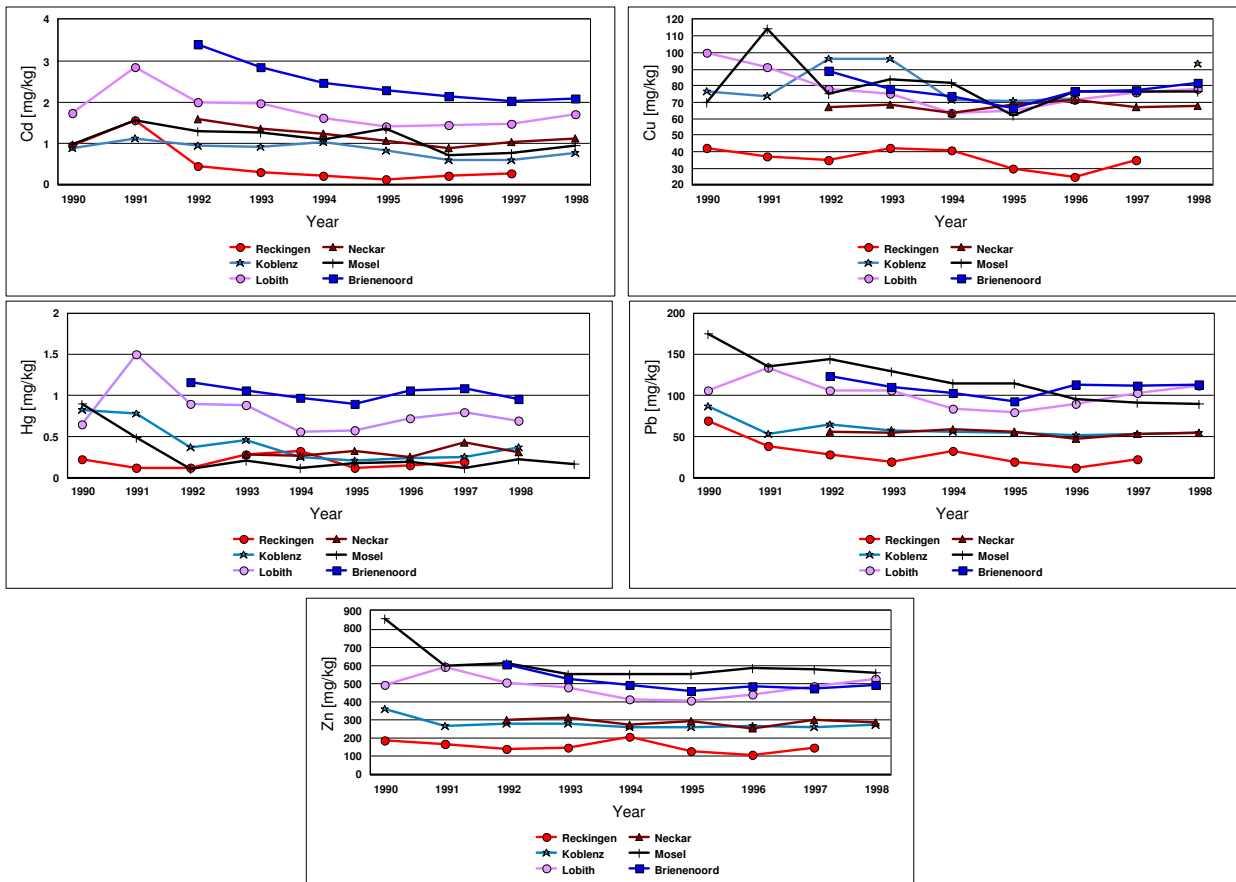 Cd [mg/kg]
4
3
2
1
0
1990 1991 1992 1993 1994 1995 1996 1997 1998
Year
Reckingen Neckar
Koblenz Mosel
Lobith Brienenoord
Cu [mg/kg]
120
110
100
90
80
70
60
50
40
30
20
1990 1991 1992 1993 1994 1995 1996 1997 1998
Year
Reckingen Neckar
Koblenz Mosel
Lobith Brienenoord
Hg [mg/kg]
2
1.5
1
0.5
0
1990 1991 1992 1993 1994 1995 1996 1997 1998
Year
Reckingen Neckar
Koblenz Mosel
Lobith Brienenoord
Pb [mg/kg]
200
150
100
50
0
1990 1991 1992 1993 1994 1995 1996 1997 1998
Year
Reckingen Neckar
Koblenz Mosel
Lobith Brienenoord
Zn [mg/kg]
900
800
700
600
500
400
300
200
100
0
1990 1991 1992 1993 1994 1995 1996 1997 1998
Year
Reckingen Neckar
Koblenz Mosel
Lobith Brienenoord